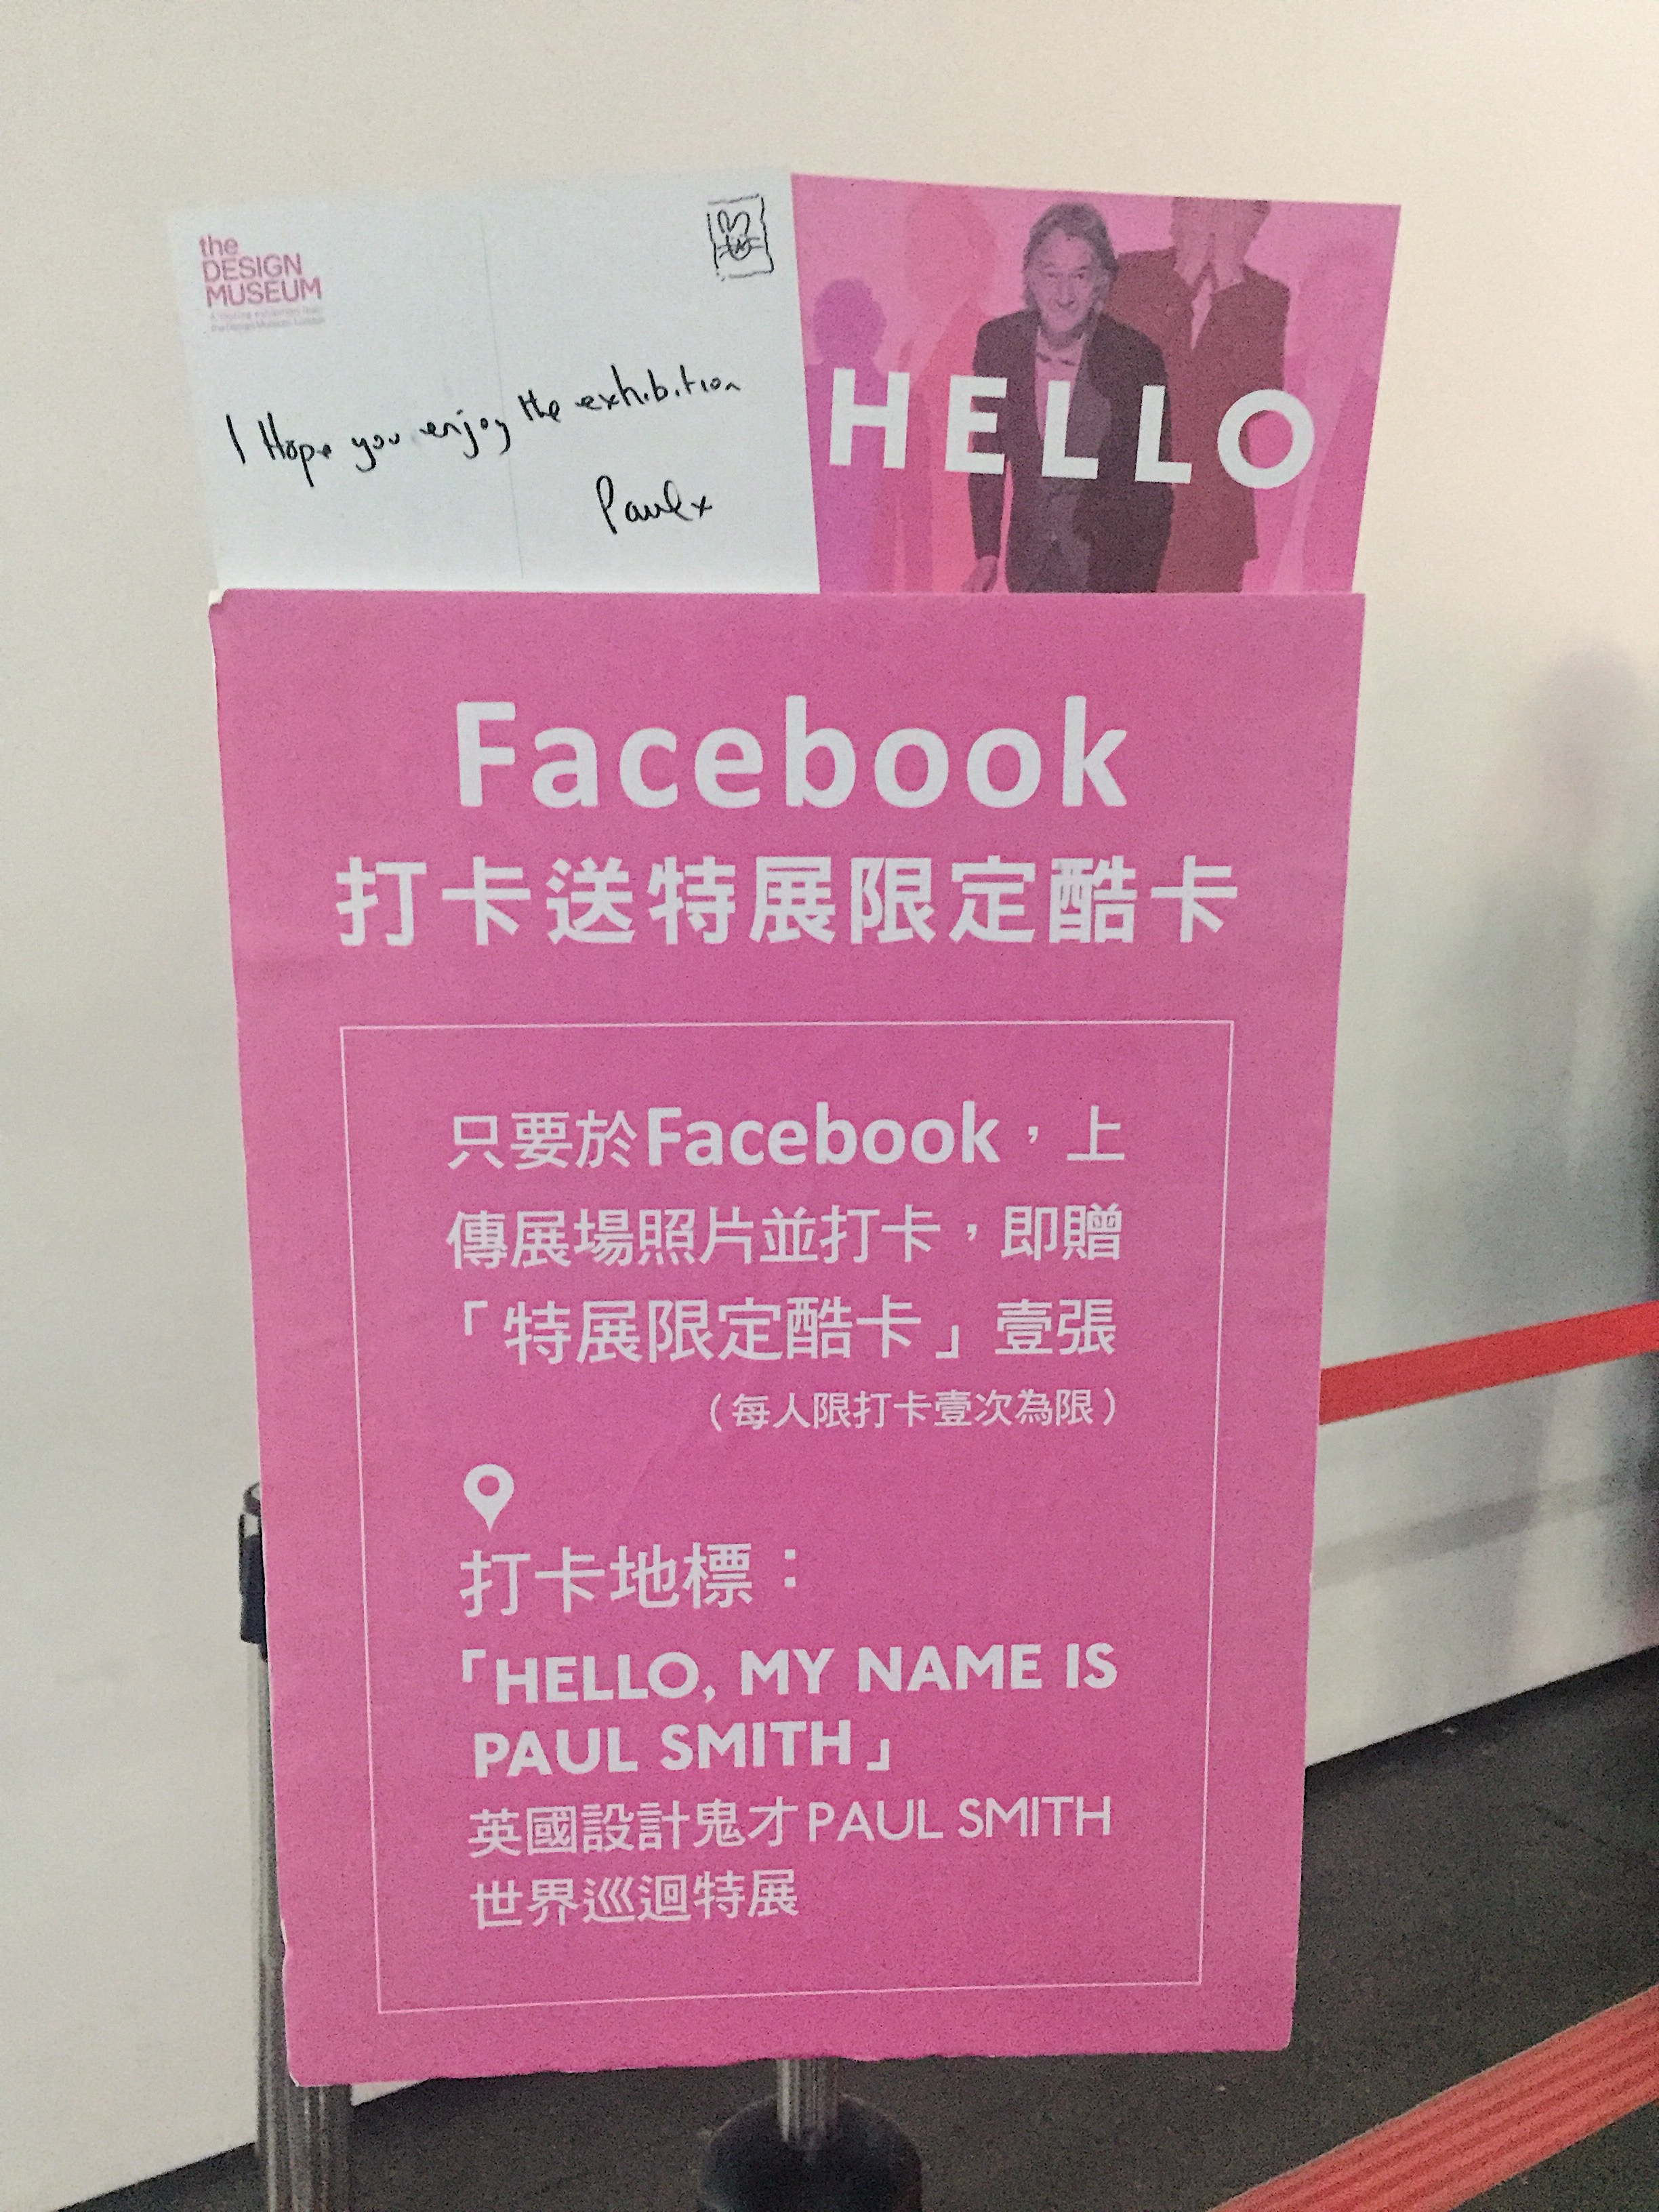 the
DESIGN
MUSEUM
I Hope you enjoy the exhibition
Paul x
HELLO
Facebook
打卡送特展限定酷卡
只要於Facebook，上
傳展場照片並打卡，即贈
「特展限定酷卡」壹張
（每人限打卡壹次為限）
打卡地標：
「HELLO, MY NAME IS
PAUL SMITH」
英國設計鬼才PAUL SMITH
世界巡迴特展